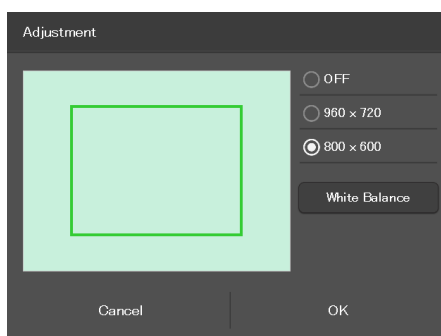 Adjustment
OFF
960 × 720
800 × 600
White Balance
Cancel
OK